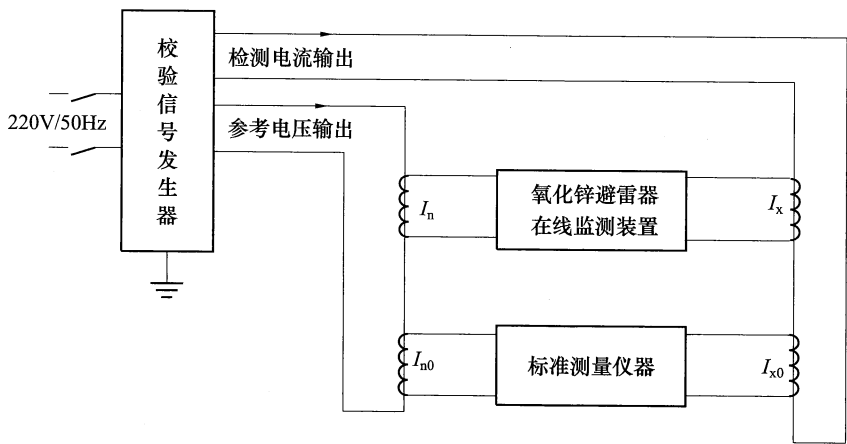 校验信号发生器
检测电流输出
220V/50Hz
参考电压输出
In
氧化锌避雷器
在线监测装置
Ix
In0
标准测量仪器
Ix0